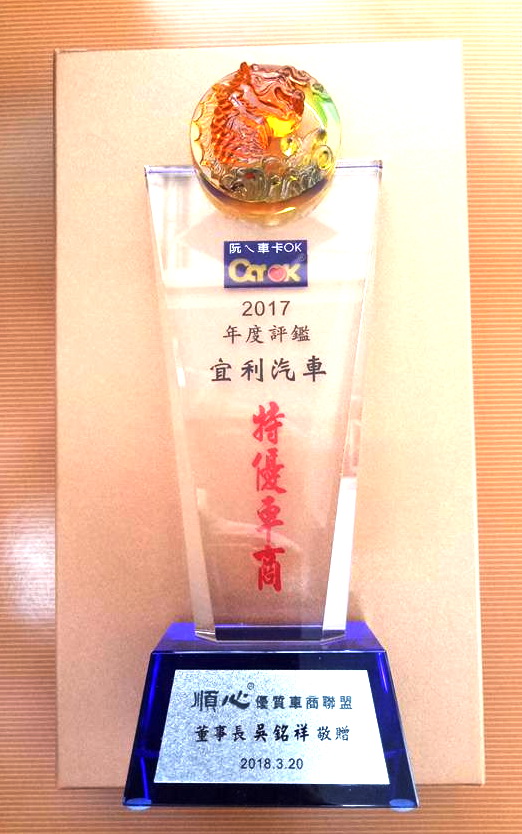 阮ㄟ車卡OK
CarOK
2017
年度評鑑
宜利汽車
特優車商
順心® 優質車商聯盟
董事長吳銘祥敬贈
2018.3.20